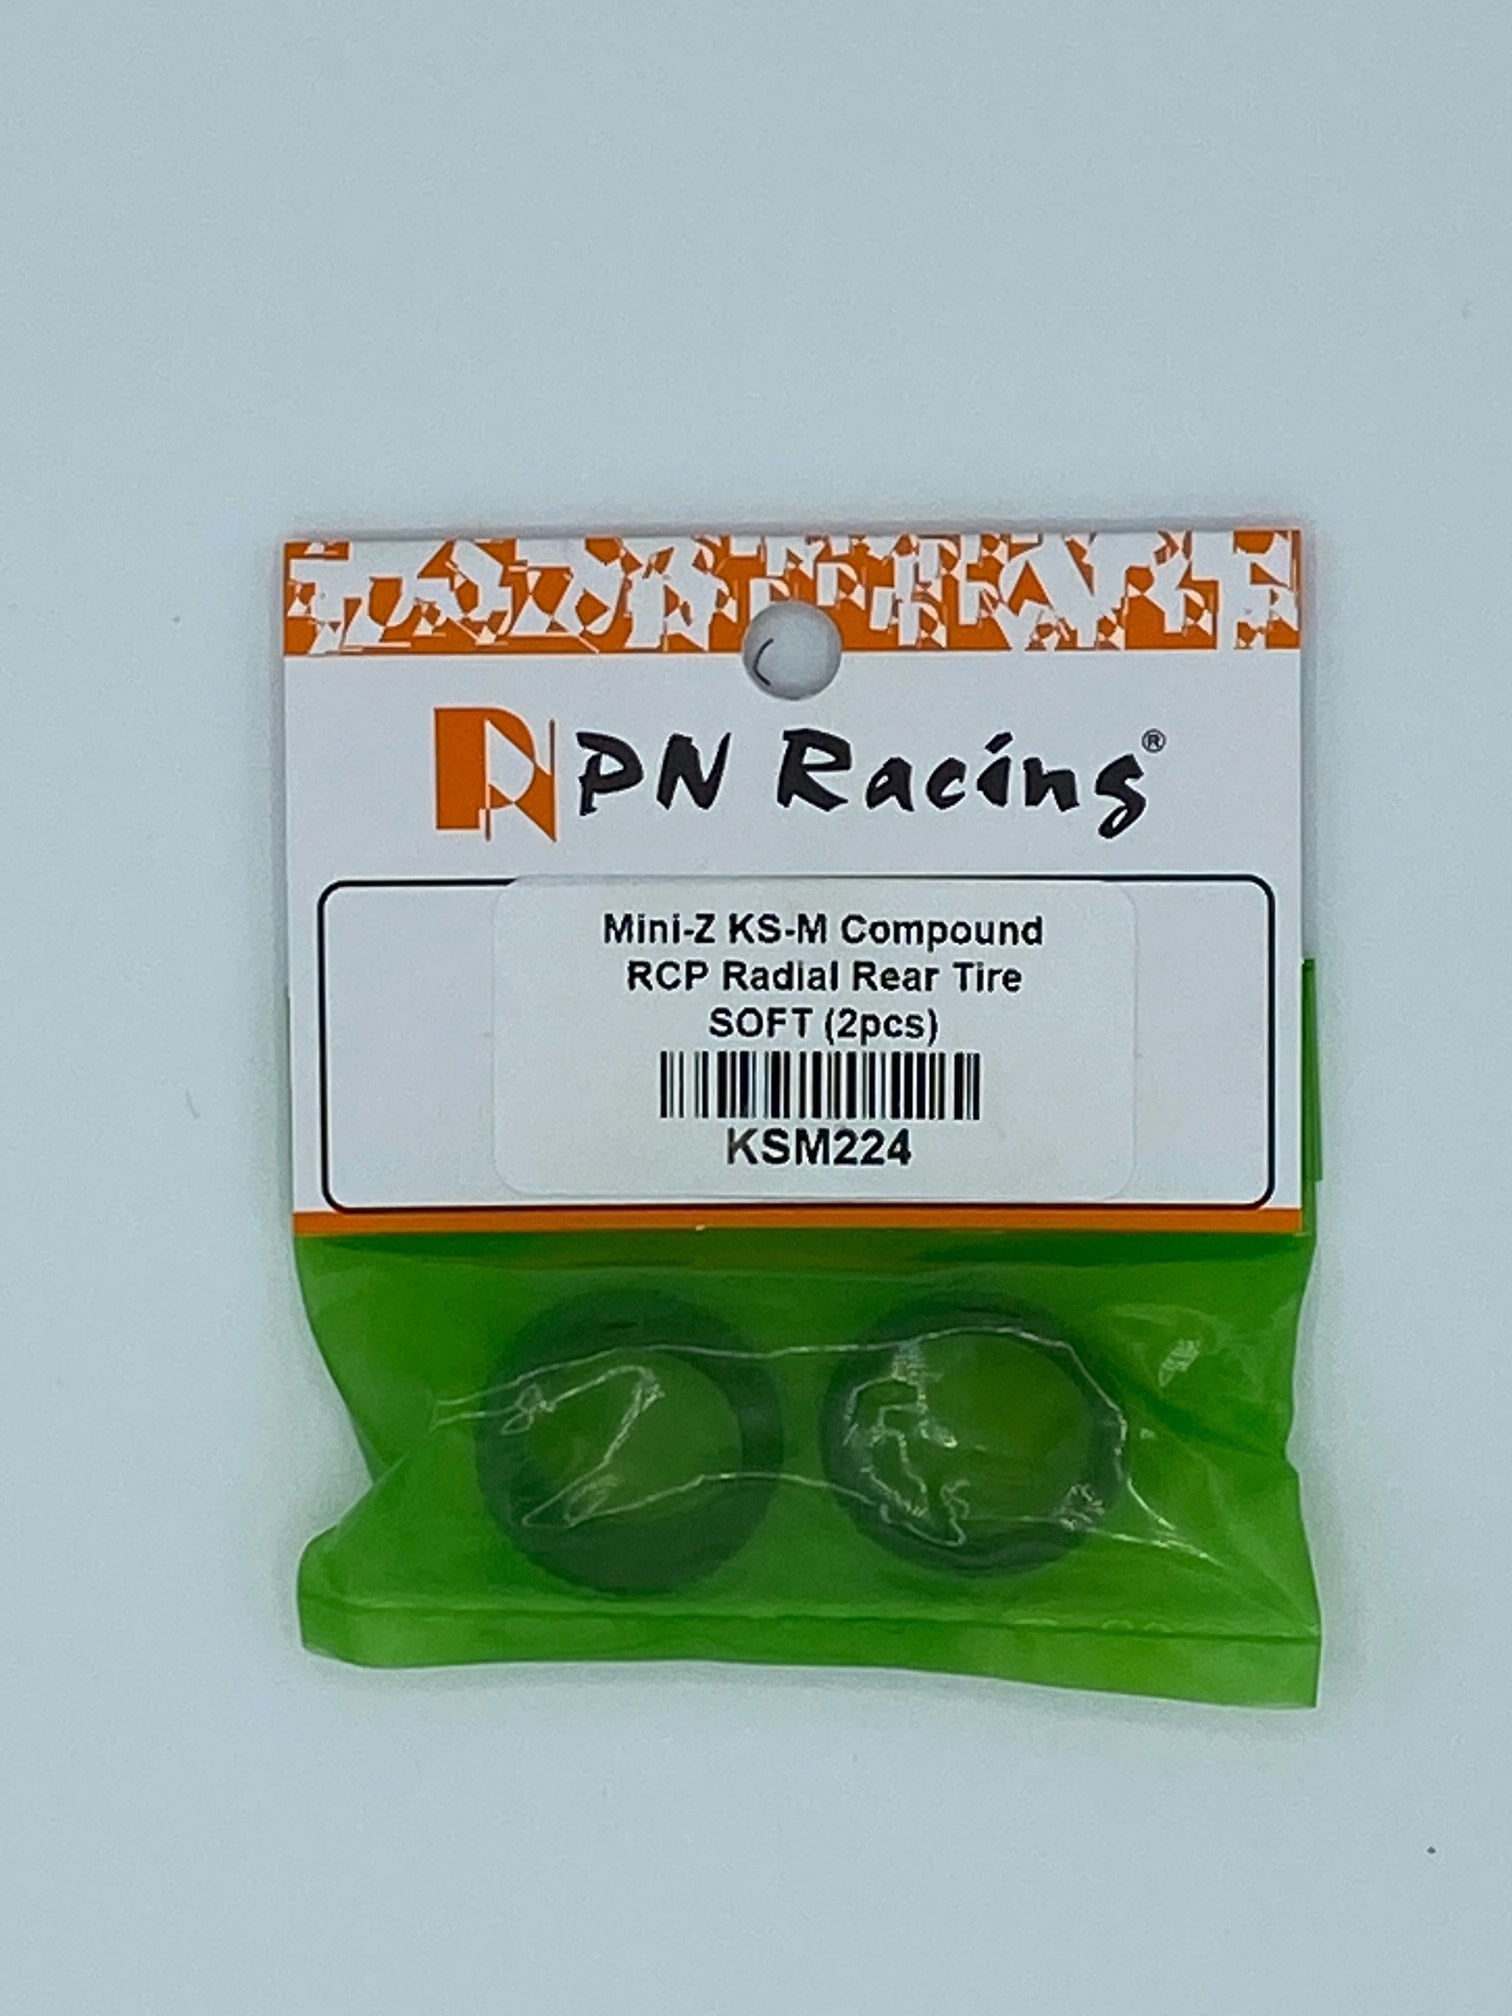 PN Racing®
Mini-Z KS-M Compound
RCP Radial Rear Tire
SOFT (2pcs)
KSM224